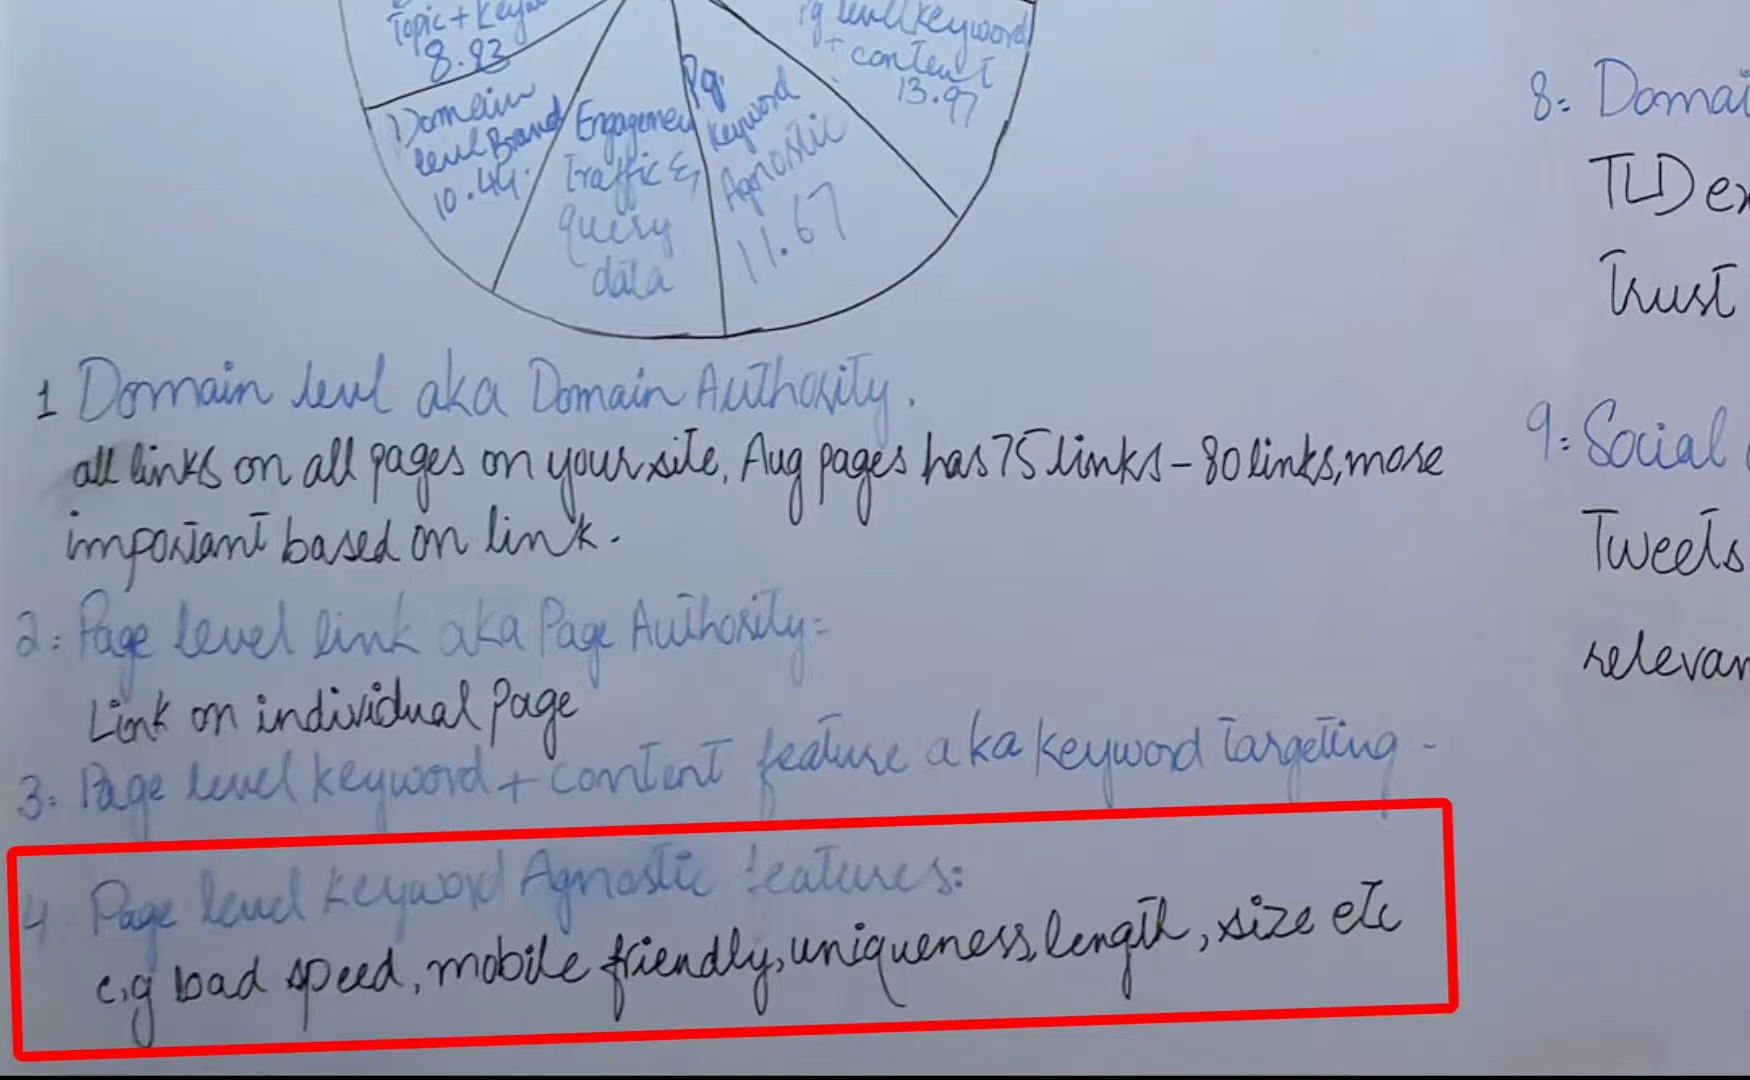 Topic + Keyw
8.83
Domain
level Brand
10.44.
Engagemen
Traffic &
query
data
Pg.
Keyword
Agnostic
11.67
Pg level Keyword
+ content
13.97
1 Domain levl aka Domain Authority.
all links on all pages on your site, Aug pages has 75 links - 80 links, more
important based on link.
2: Page level link aka Page Authority:
Link on individual Page
3: Page level keyword + content feature aka Keyword Targeting -
4. Page level Keyword Agnostic features:
e.g load speed, mobile friendly, uniqueness, length, size etc
8: Domai
TLD ex
Trust
9: Social
Tweets
relevan